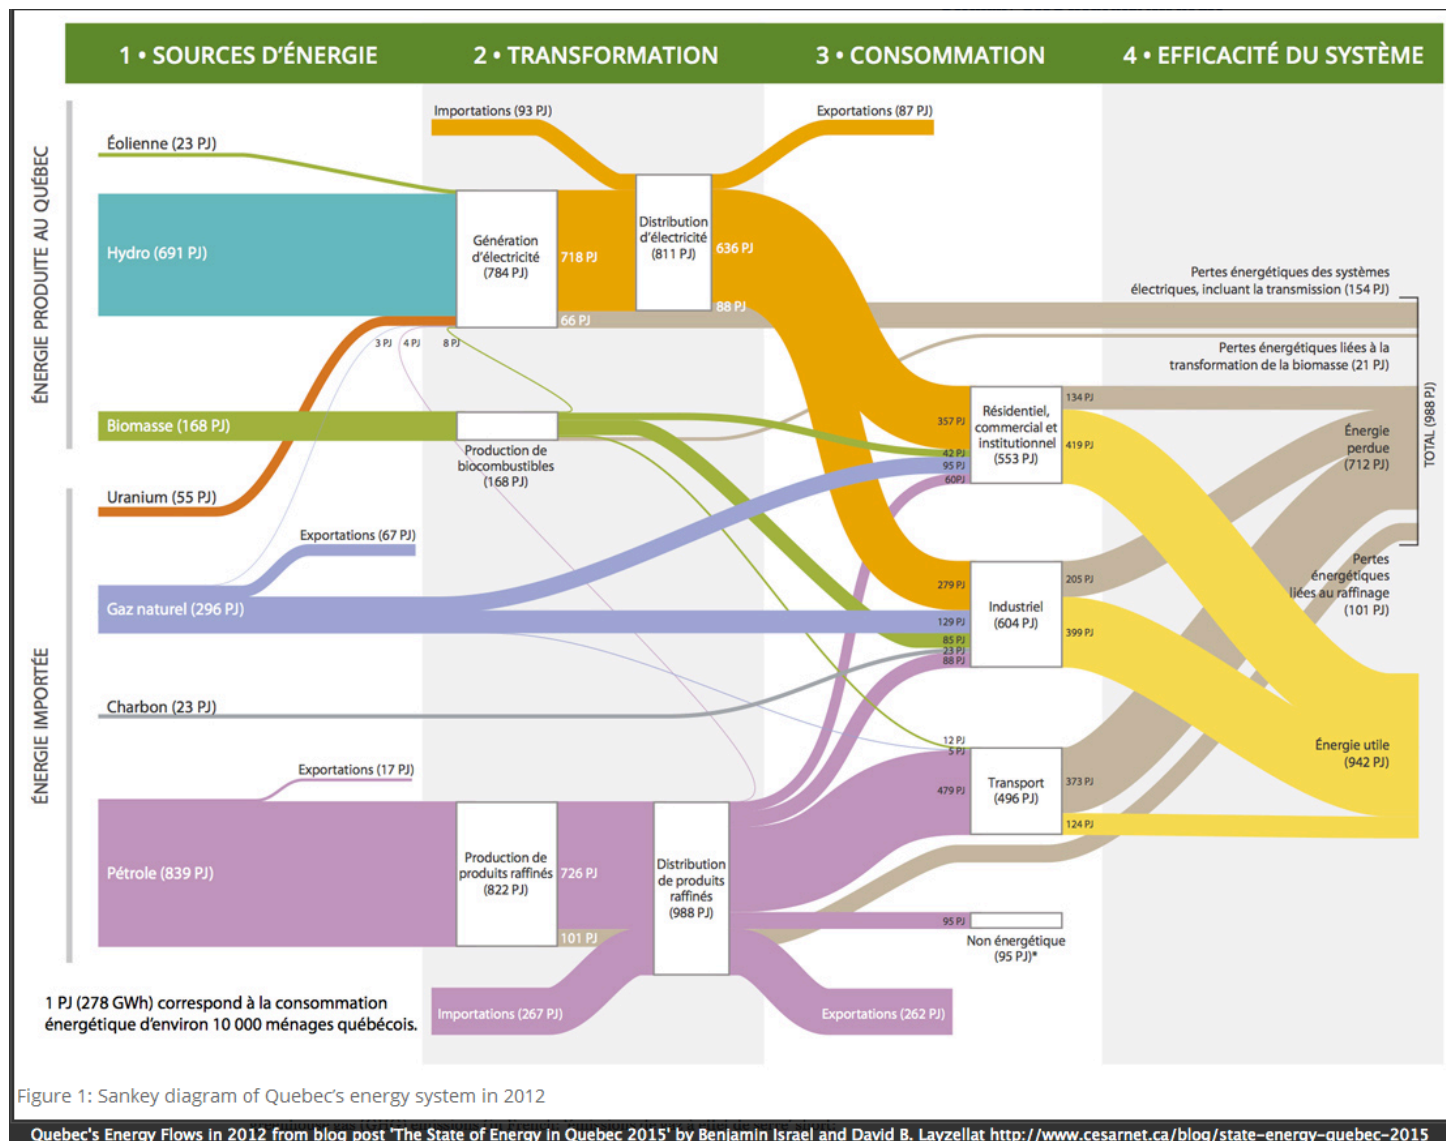 1 • SOURCES D'ÉNERGIE
2 • TRANSFORMATION
3 • CONSOMMATION
4 • EFFICACITÉ DU SYSTÈME
ÉNERGIE PRODUITE AU QUÉBEC
ÉNERGIE IMPORTÉE
Éolienne (23 PJ)
Hydro (691 PJ)
3 PJ
4 PJ
8 PJ
Biomasse (168 PJ)
Uranium (55 PJ)
Exportations (67 PJ)
Gaz naturel (296 PJ)
Charbon (23 PJ)
Exportations (17 PJ)
Pétrole (839 PJ)
1 PJ (278 GWh) correspond à la consommation
énergétique d'environ 10 000 ménages québécois.
Importations (93 PJ)
Génération
d'électricité
(784 PJ)
718 PJ
66 PJ
Distribution
d'électricité
(811 PJ)
636 PJ
88 PJ
Production de
biocombustibles
(168 PJ)
Production de
produits raffinés
(822 PJ)
726 PJ
101 PJ
Distribution
de produits
raffinés
(988 PJ)
Importations (267 PJ)
Exportations (87 PJ)
357 PJ
42 PJ
95 PJ
60PJ
Résidentiel,
commercial et
institutionnel
(553 PJ)
134 PJ
419 PJ
279 PJ
129 PJ
85 PJ
23 PJ
88 PJ
Industriel
(604 PJ)
205 PJ
399 PJ
12 PJ
5 PJ
479 PJ
Transport
(496 PJ)
373 PJ
124 PJ
95 PJ
Non énergétique
(95 PJ)*
Exportations (262 PJ)
Pertes énergétiques des systèmes
électriques, incluant la transmission (154 PJ)
Pertes énergétiques liées à la
transformation de la biomasse (21 PJ)
Énergie
perdue
(712 PJ)
TOTAL (988 PJ)
Pertes
énergétiques
liées au raffinage
(101 PJ)
Énergie utile
(942 PJ)
Figure 1: Sankey diagram of Quebec's energy system in 2012
Quebec's Energy Flows in 2012 from blog post 'The State of Energy in Quebec 2015' by Benjamin Israel and David B. Layzellat http://www.cesarnet.ca/blog/state-energy-quebec-2015